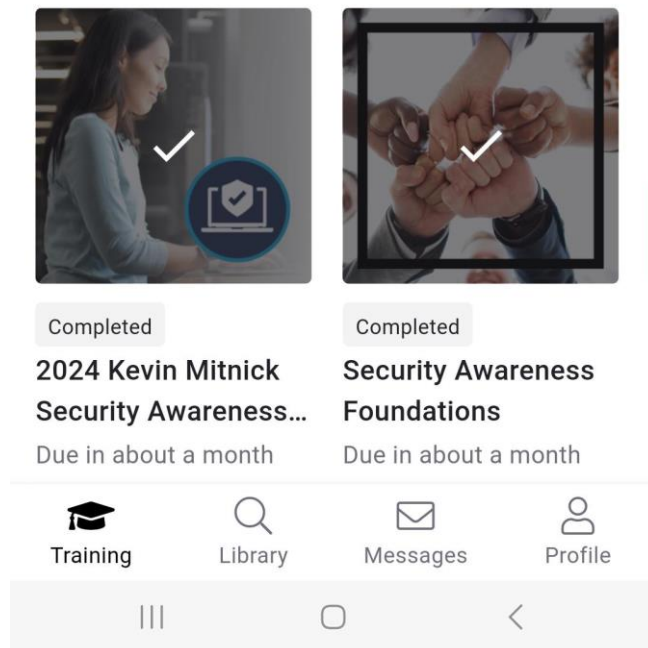 Completed
2024 Kevin Mitnick
Security Awareness...
Due in about a month
Completed
Security Awareness
Foundations
Due in about a month
Training
Library
Messages
Profile